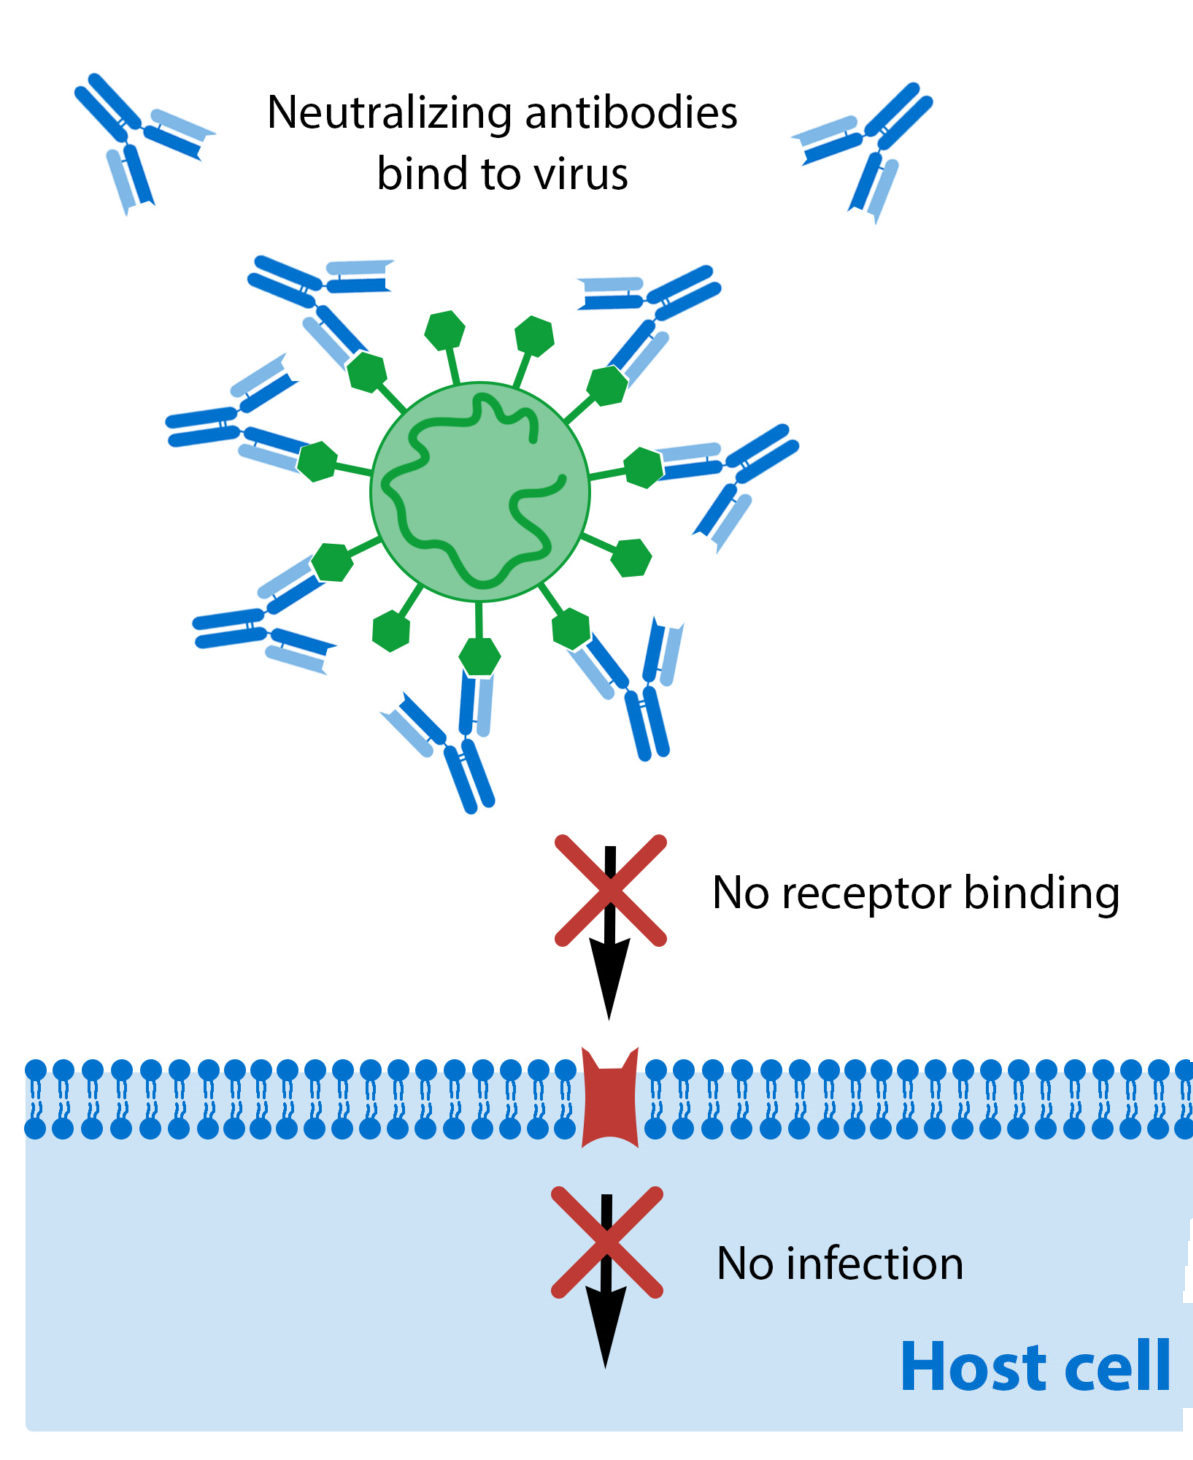 Neutralizing antibodies
bind to virus
No receptor binding
No infection
Host cell